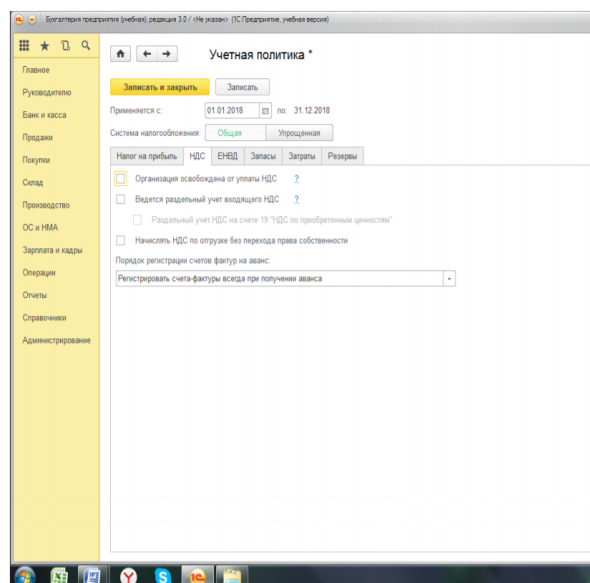 Бухгалтерия предприятия (учебная), редакция 3.0 / <Не указан> (1С:Предприятие, учебная версия)
Главное
Руководителю
Банк и касса
Продажи
Покупки
Склад
Производство
ОС и НМА
Зарплата и кадры
Операции
Отчеты
Справочники
Администрирование
Учетная политика *
Записать и закрыть Записать
Применяется с: 01.01.2018 по: 31.12.2018
Система налогообложения: Общая Упрощенная
Налог на прибыль НДС ЕНВД Запасы Затраты Резервы
Организация освобождена от уплаты НДС ?
Ведется раздельный учет входящего НДС ?
Раздельный учет НДС на счете 19 "НДС по приобретенным ценностям"
Начислять НДС по отгрузке без перехода права собственности
Порядок регистрации счетов фактур на аванс:
Регистрировать счета-фактуры всегда при получении аванса